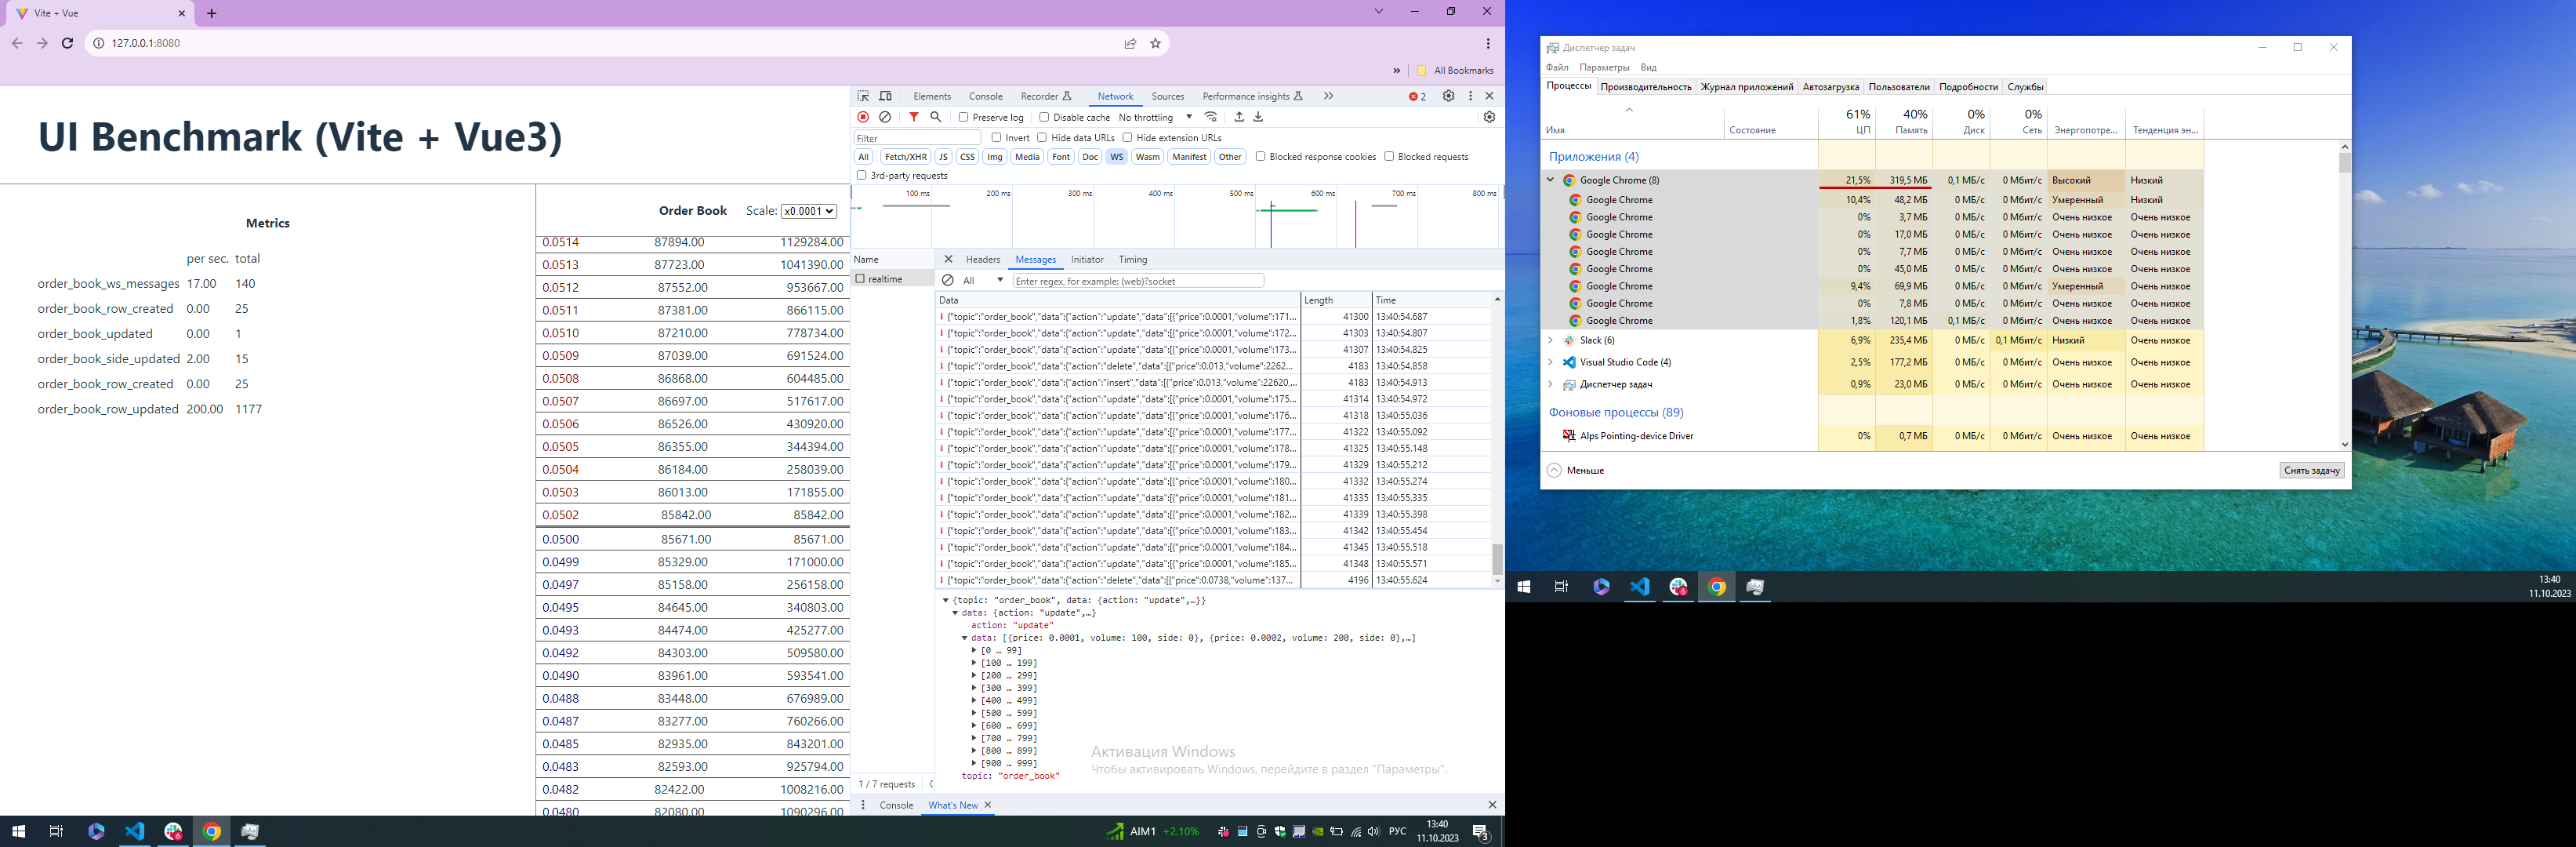 Vite + Vue
127.0.0.1:8080
» All Bookmarks
UI Benchmark (Vite + Vue3)
Metrics
per sec. total
order_book_ws_messages 17.00 140
order_book_row_created 0.00 25
order_book_updated 0.00 1
order_book_side_updated 2.00 15
order_book_row_created 0.00 25
order_book_row_updated 200.00 1177
Order Book Scale: x0.0001
0.0514 87894.00 1129284.00
0.0513 87723.00 1041390.00
0.0512 87552.00 953667.00
0.0511 87381.00 866115.00
0.0510 87210.00 778734.00
0.0509 87039.00 691524.00
0.0508 86868.00 604485.00
0.0507 86697.00 517617.00
0.0506 86526.00 430920.00
0.0505 86355.00 344394.00
0.0504 86184.00 258039.00
0.0503 86013.00 171855.00
0.0502 85842.00 85842.00
0.0500 85671.00 85671.00
0.0499 85329.00 171000.00
0.0497 85158.00 256158.00
0.0495 84645.00 340803.00
0.0493 84474.00 425277.00
0.0492 84303.00 509580.00
0.0490 83961.00 593541.00
0.0488 83448.00 676989.00
0.0487 83277.00 760266.00
0.0485 82935.00 843201.00
0.0483 82593.00 925794.00
0.0482 82422.00 1008216.00
0.0480 82080.00 1090296.00
Elements Console Recorder Network Sources Performance insights » 2
Preserve log Disable cache No throttling
Filter Invert Hide data URLs Hide extension URLs
All Fetch/XHR JS CSS Img Media Font Doc WS Wasm Manifest Other Blocked response cookies Blocked requests
3rd-party requests
100 ms 200 ms 300 ms 400 ms 500 ms 600 ms 700 ms 800 ms
Name
realtime
Headers Messages Initiator Timing
All Enter regex, for example: (web)?socket
Data Length Time
{"topic":"order_book","data":{"action":"update","data":[{"price":0.0001,"volume":171... 41300 13:40:54.687
{"topic":"order_book","data":{"action":"update","data":[{"price":0.0001,"volume":172... 41303 13:40:54.807
{"topic":"order_book","data":{"action":"update","data":[{"price":0.0001,"volume":173... 41307 13:40:54.825
{"topic":"order_book","data":{"action":"delete","data":[{"price":0.013,"volume":2262... 4183 13:40:54.858
{"topic":"order_book","data":{"action":"insert","data":[{"price":0.013,"volume":22620,... 4183 13:40:54.913
{"topic":"order_book","data":{"action":"update","data":[{"price":0.0001,"volume":175... 41314 13:40:54.972
{"topic":"order_book","data":{"action":"update","data":[{"price":0.0001,"volume":176... 41318 13:40:55.036
{"topic":"order_book","data":{"action":"update","data":[{"price":0.0001,"volume":177... 41322 13:40:55.092
{"topic":"order_book","data":{"action":"update","data":[{"price":0.0001,"volume":178... 41325 13:40:55.148
{"topic":"order_book","data":{"action":"update","data":[{"price":0.0001,"volume":179... 41329 13:40:55.212
{"topic":"order_book","data":{"action":"update","data":[{"price":0.0001,"volume":180... 41332 13:40:55.274
{"topic":"order_book","data":{"action":"update","data":[{"price":0.0001,"volume":181... 41335 13:40:55.335
{"topic":"order_book","data":{"action":"update","data":[{"price":0.0001,"volume":182... 41339 13:40:55.398
{"topic":"order_book","data":{"action":"update","data":[{"price":0.0001,"volume":183... 41342 13:40:55.454
{"topic":"order_book","data":{"action":"update","data":[{"price":0.0001,"volume":184... 41345 13:40:55.518
{"topic":"order_book","data":{"action":"update","data":[{"price":0.0001,"volume":185... 41348 13:40:55.571
{"topic":"order_book","data":{"action":"delete","data":[{"price":0.0738,"volume":137... 4196 13:40:55.624
{topic: "order_book", data: {action: "update",…}}
data: {action: "update",…}
action: "update"
data: [{price: 0.0001, volume: 100, side: 0}, {price: 0.0002, volume: 200, side: 0},…]
[0 … 99]
[100 … 199]
[200 … 299]
[300 … 399]
[400 … 499]
[500 … 599]
[600 … 699]
[700 … 799]
[800 … 899]
[900 … 999]
topic: "order_book"
Активация Windows
Чтобы активировать Windows, перейдите в раздел "Параметры".
1 / 7 requests
Console What's New
AIM1 +2.10% РУС 13:40
11.10.2023 3
Диспетчер задач
Файл Параметры Вид
Процессы Производительность Журнал приложений Автозагрузка Пользователи Подробности Службы
61% 40% 0% 0%
Имя Состояние ЦП Память Диск Сеть Энергопотре... Тенденция эн...
Приложения (4)
Google Chrome (8) 21,5% 319,5 МБ 0,1 МБ/с 0 Мбит/с Высокий Низкий
Google Chrome 10,4% 48,2 МБ 0 МБ/с 0 Мбит/с Умеренный Низкий
Google Chrome 0% 3,7 МБ 0 МБ/с 0 Мбит/с Очень низкое Очень низкое
Google Chrome 0% 17,0 МБ 0 МБ/с 0 Мбит/с Очень низкое Очень низкое
Google Chrome 0% 7,7 МБ 0 МБ/с 0 Мбит/с Очень низкое Очень низкое
Google Chrome 0% 45,0 МБ 0 МБ/с 0 Мбит/с Очень низкое Очень низкое
Google Chrome 9,4% 69,9 МБ 0 МБ/с 0 Мбит/с Умеренный Очень низкое
Google Chrome 0% 7,8 МБ 0 МБ/с 0 Мбит/с Очень низкое Очень низкое
Google Chrome 1,8% 120,1 МБ 0,1 МБ/с 0 Мбит/с Очень низкое Очень низкое
Slack (6) 6,9% 235,4 МБ 0 МБ/с 0,1 Мбит/с Низкий Очень низкое
Visual Studio Code (4) 2,5% 177,2 МБ 0 МБ/с 0 Мбит/с Очень низкое Очень низкое
Диспетчер задач 0,9% 23,0 МБ 0 МБ/с 0 Мбит/с Очень низкое Очень низкое
Фоновые процессы (89)
Alps Pointing-device Driver 0% 0,7 МБ 0 МБ/с 0 Мбит/с Очень низкое Очень низкое
Меньше Снять задачу
13:40
11.10.2023